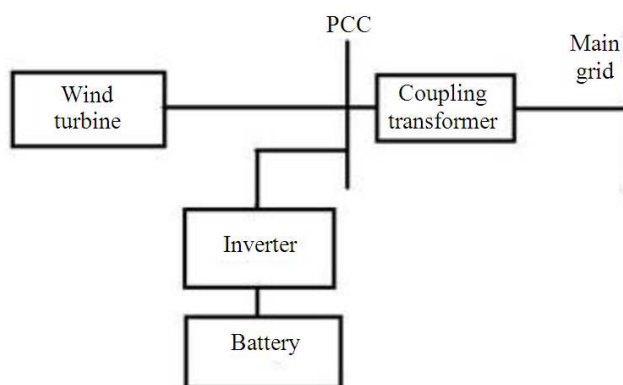 PCC
Main
grid
Wind
turbine
Coupling
transformer
Inverter
Battery